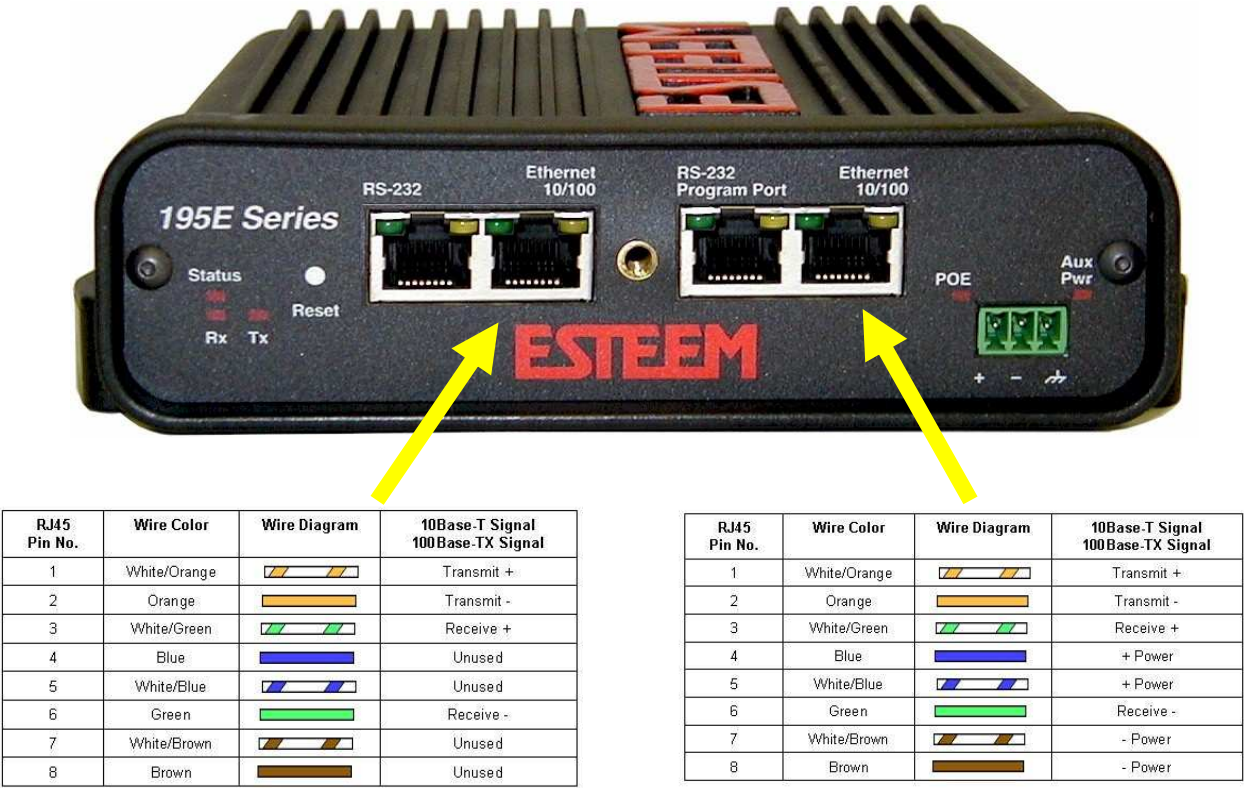 ESTEEM
RS-232
Ethernet
10/100
RS-232
Program Port
Ethernet
10/100
195E Series
Status
Reset
Rx Tx
POE
Aux
Pwr
ESTEEM
+ –
RJ45
Pin No. Wire Color Wire Diagram 10Base-T Signal
100Base-TX Signal
1 White/Orange Transmit +
2 Orange Transmit -
3 White/Green Receive +
4 Blue Unused
5 White/Blue Unused
6 Green Receive -
7 White/Brown Unused
8 Brown Unused
RJ45
Pin No. Wire Color Wire Diagram 10Base-T Signal
100Base-TX Signal
1 White/Orange Transmit +
2 Orange Transmit -
3 White/Green Receive +
4 Blue + Power
5 White/Blue + Power
6 Green Receive -
7 White/Brown - Power
8 Brown - Power